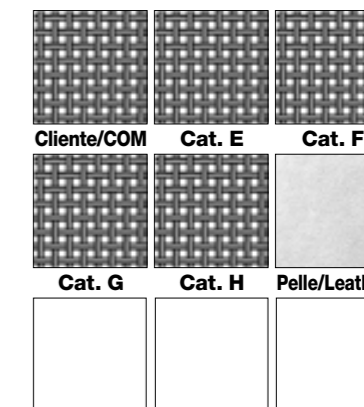 Cliente/COM Cat. E Cat. F
Cat. G Cat. H Pelle/Leath